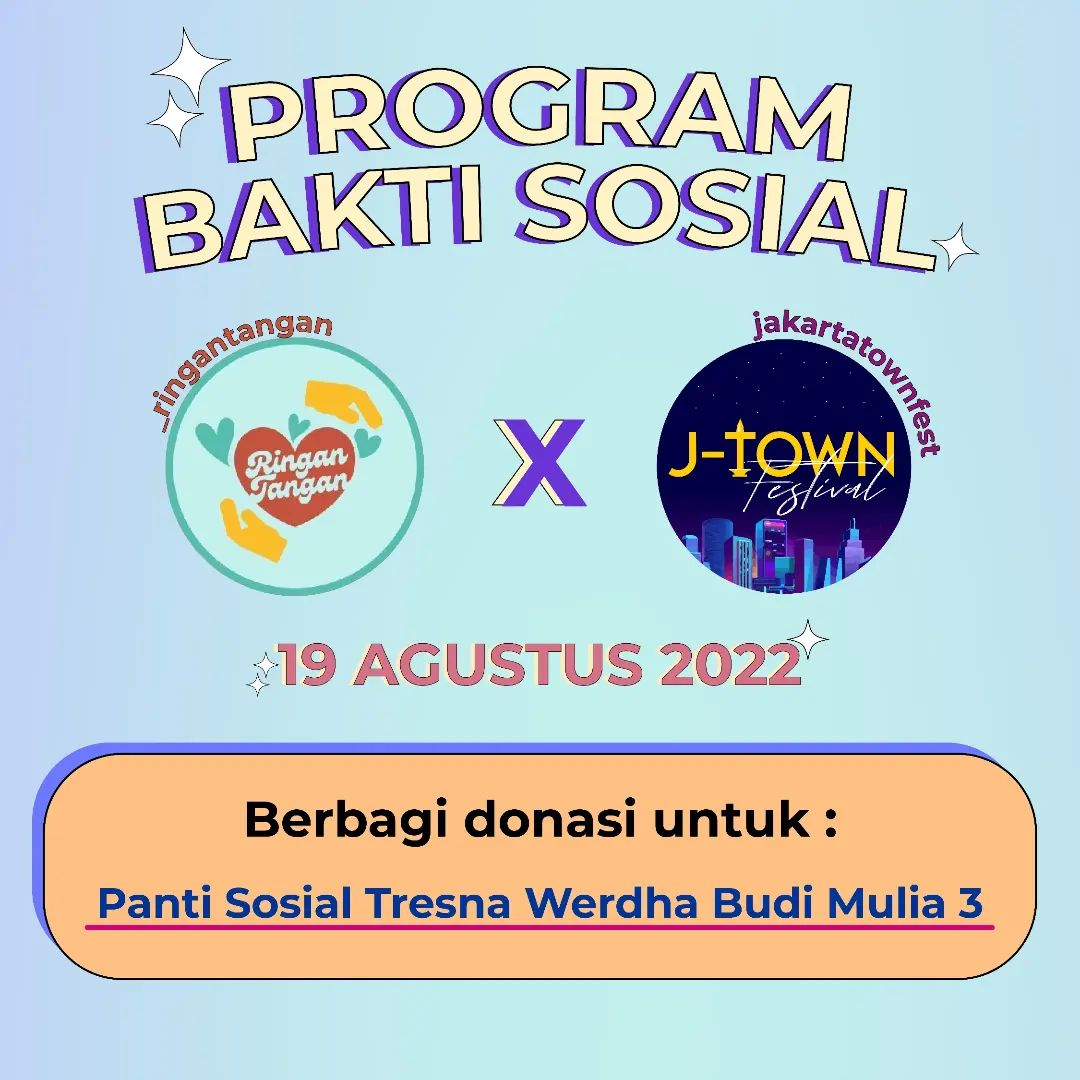 PROGRAM
BAKTI SOSIAL
_ringantangan
jakartatownfest
Ringan
Tangan
X
J-TOWN
Festival
19 AGUSTUS 2022
Berbagi donasi untuk :
Panti Sosial Tresna Werdha Budi Mulia 3